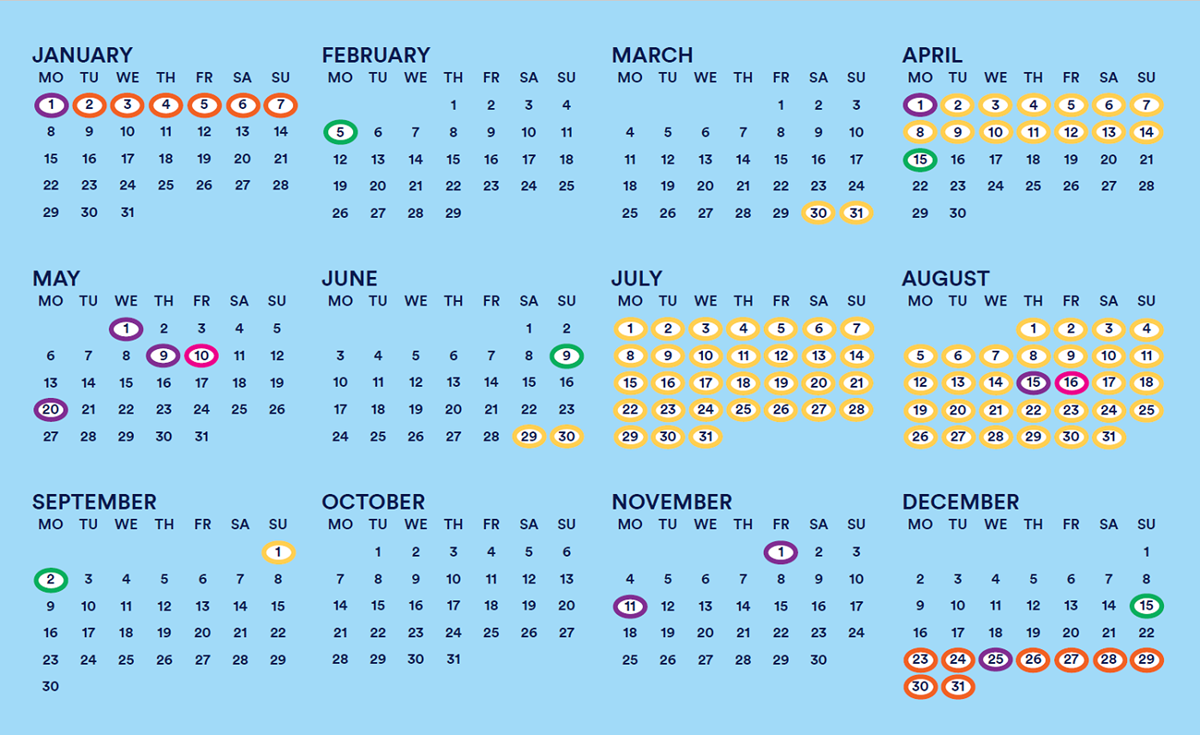 JANUARY FEBRUARY MARCH APRIL
MO TU WE TH FR SA SU MO TU WE TH FR SA SU MO TU WE TH FR SA SU MO TU WE TH FR SA SU
1 2 3 4 5 6 7 1 2 3 4 1 2 3 1 2 3 4 5 6 7
8 9 10 11 12 13 14 5 6 7 8 9 10 11 4 5 6 7 8 9 10 8 9 10 11 12 13 14
15 16 17 18 19 20 21 12 13 14 15 16 17 18 11 12 13 14 15 16 17 15 16 17 18 19 20 21
22 23 24 25 26 27 28 19 20 21 22 23 24 25 18 19 20 21 22 23 24 22 23 24 25 26 27 28
29 30 31 26 27 28 29 25 26 27 28 29 30 31 29 30
MAY JUNE JULY AUGUST
MO TU WE TH FR SA SU MO TU WE TH FR SA SU MO TU WE TH FR SA SU MO TU WE TH FR SA SU
1 2 3 4 5 1 2 1 2 3 4 5 6 7 1 2 3 4
6 7 8 9 10 11 12 3 4 5 6 7 8 9 8 9 10 11 12 13 14 5 6 7 8 9 10 11
13 14 15 16 17 18 19 10 11 12 13 14 15 16 15 16 17 18 19 20 21 12 13 14 15 16 17 18
20 21 22 23 24 25 26 17 18 19 20 21 22 23 22 23 24 25 26 27 28 19 20 21 22 23 24 25
27 28 29 30 31 24 25 26 27 28 29 30 29 30 31 26 27 28 29 30 31
SEPTEMBER OCTOBER NOVEMBER DECEMBER
MO TU WE TH FR SA SU MO TU WE TH FR SA SU MO TU WE TH FR SA SU MO TU WE TH FR SA SU
1 1 2 3 4 5 6 1 2 3 1
2 3 4 5 6 7 8 7 8 9 10 11 12 13 4 5 6 7 8 9 10 2 3 4 5 6 7 8
9 10 11 12 13 14 15 14 15 16 17 18 19 20 11 12 13 14 15 16 17 9 10 11 12 13 14 15
16 17 18 19 20 21 22 21 22 23 24 25 26 27 18 19 20 21 22 23 24 16 17 18 19 20 21 22
23 24 25 26 27 28 29 28 29 30 31 25 26 27 28 29 30 23 24 25 26 27 28 29
30 30 31